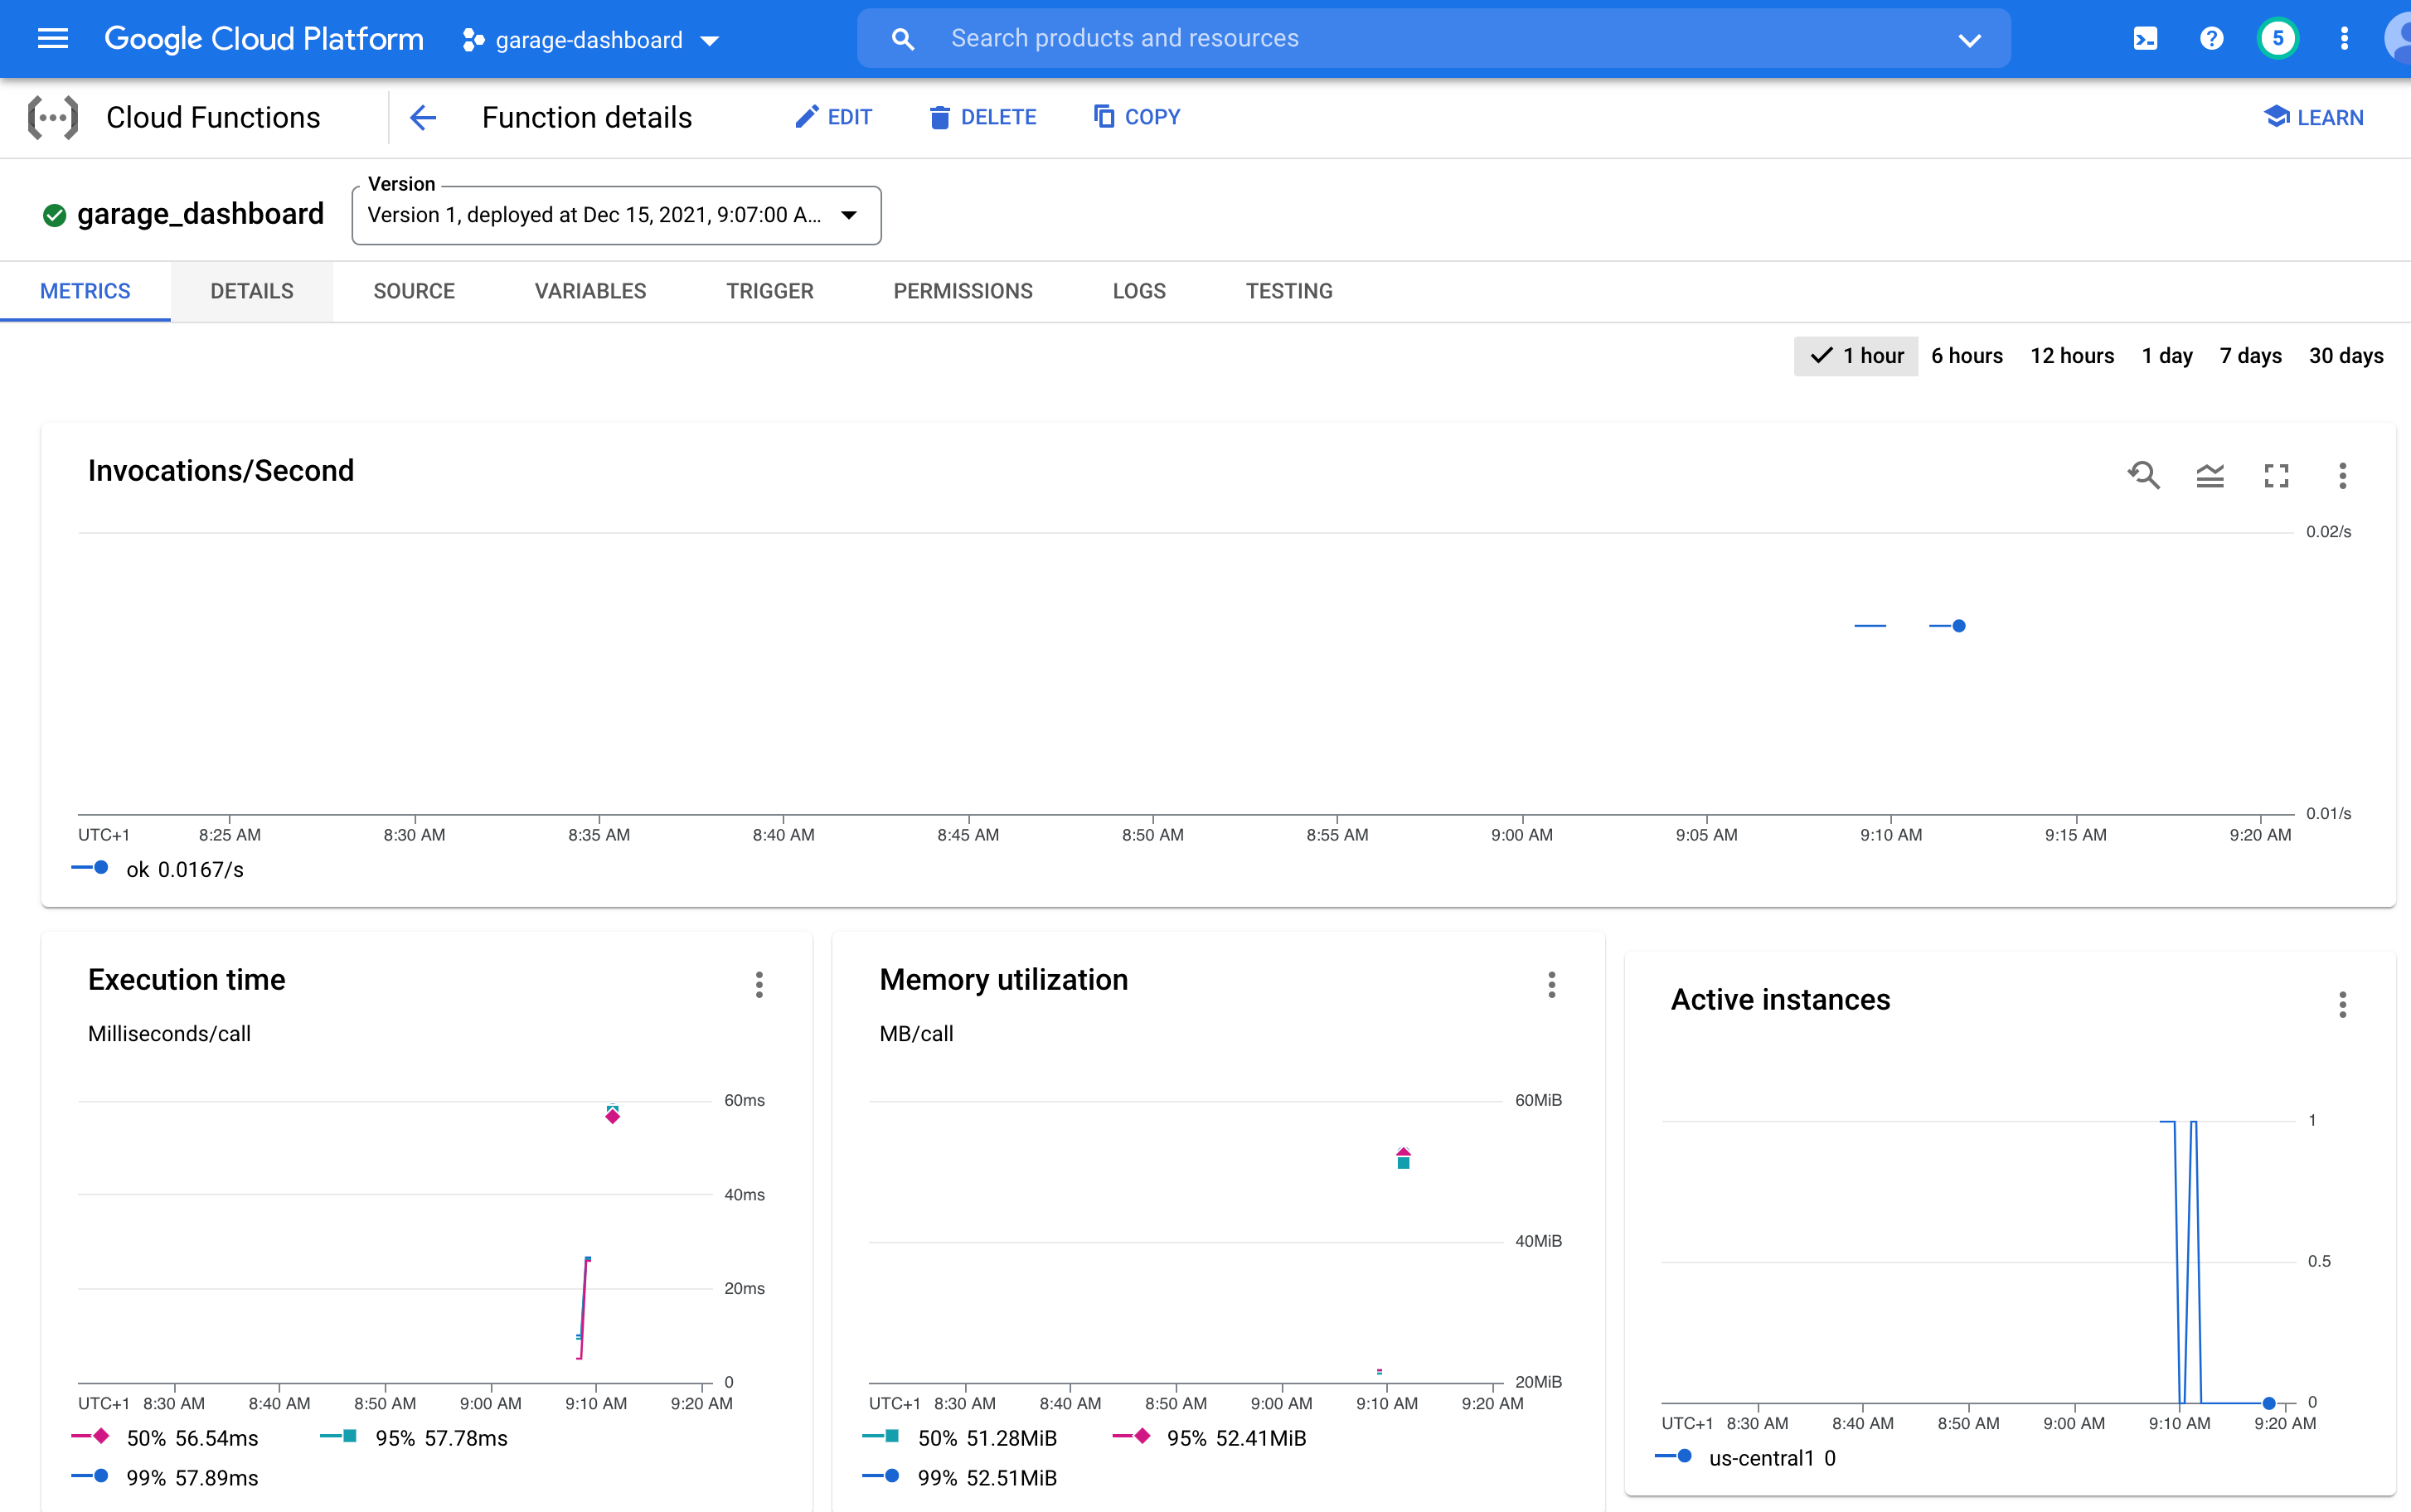 Google Cloud Platform garage-dashboard Search products and resources 5
Cloud Functions Function details EDIT DELETE COPY LEARN
Version
garage_dashboard Version 1, deployed at Dec 15, 2021, 9:07:00 A...
METRICS DETAILS SOURCE VARIABLES TRIGGER PERMISSIONS LOGS TESTING
1 hour 6 hours 12 hours 1 day 7 days 30 days
Invocations/Second
0.02/s
0.01/s
UTC+1 8:25 AM 8:30 AM 8:35 AM 8:40 AM 8:45 AM 8:50 AM 8:55 AM 9:00 AM 9:05 AM 9:10 AM 9:15 AM 9:20 AM
ok 0.0167/s
Execution time
Milliseconds/call
60ms
40ms
20ms
0
UTC+1 8:30 AM 8:40 AM 8:50 AM 9:00 AM 9:10 AM 9:20 AM
50% 56.54ms 95% 57.78ms
99% 57.89ms
Memory utilization
MB/call
60MiB
40MiB
20MiB
UTC+1 8:30 AM 8:40 AM 8:50 AM 9:00 AM 9:10 AM 9:20 AM
50% 51.28MiB 95% 52.41MiB
99% 52.51MiB
Active instances
1
0.5
0
UTC+1 8:30 AM 8:40 AM 8:50 AM 9:00 AM 9:10 AM 9:20 AM
us-central1 0